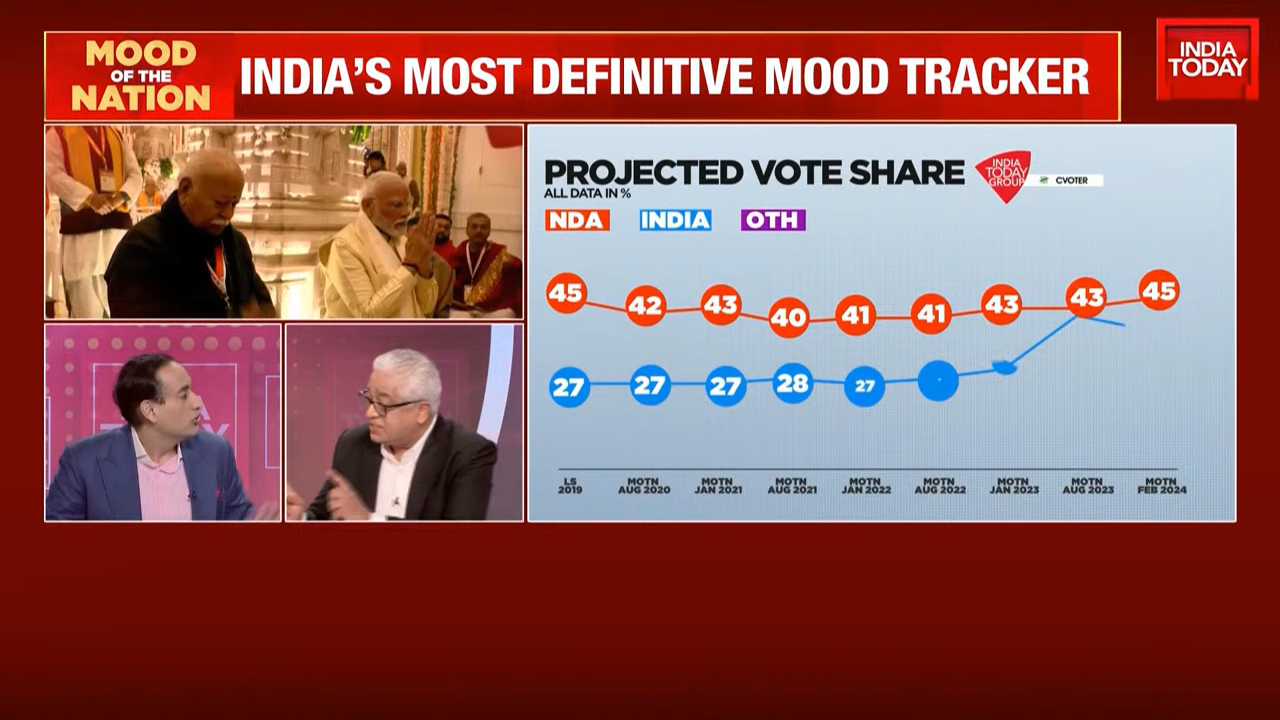 MOOD
OF THE
NATION
INDIA'S MOST DEFINITIVE MOOD TRACKER
INDIA
TODAY
PROJECTED VOTE SHARE
ALL DATA IN %
INDIA
TODAY
GROUP
CVOTER
NDA INDIA OTH
45 42 43 40 41 41 43 43 45
27 27 27 28 27
LS
2019
MOTN
AUG 2020
MOTN
JAN 2021
MOTN
AUG 2021
MOTN
JAN 2022
MOTN
AUG 2022
MOTN
JAN 2023
MOTN
AUG 2023
MOTN
FEB 2024